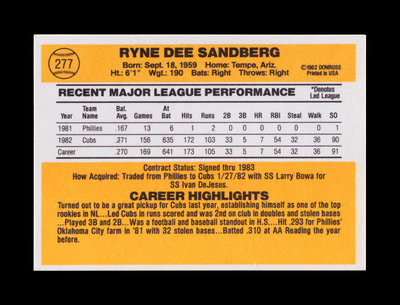 277
RYNE DEE SANDBERG
Born: Sept. 18, 1959 Home: Tempe, Ariz.
Ht.: 6'1" Wgt.: 190 Bats: Right Throws: Right
©1982 DONRUSS
Printed in USA
RECENT MAJOR LEAGUE PERFORMANCE
*Denotes
Led League
Year Team Name Bat. Avg. Games At Bat Hits Runs 2B 3B HR RBI Steal Walk SO
1981 Phillies .167 13 6 1 2 0 0 0 0 0 0 1
1982 Cubs .271 156 635 172 103 33 5 7 54 32 36 90
Career .270 169 641 173 105 33 5 7 54 32 36 91
Contract Status: Signed thru 1983
How Acquired: Traded from Phillies to Cubs 1/27/82 with SS Larry Bowa for
SS Ivan DeJesus.
CAREER HIGHLIGHTS
Turned out to be a great pickup for Cubs last year, establishing himself as one of the top
rookies in NL...Led Cubs in runs scored and was 2nd on club in doubles and stolen bases
...Played 3B and 2B...Was a football and baseball standout in H.S....Hit .293 for Phillies'
Oklahoma City farm in '81 with 32 stolen bases...Batted .310 at AA Reading the year
before.